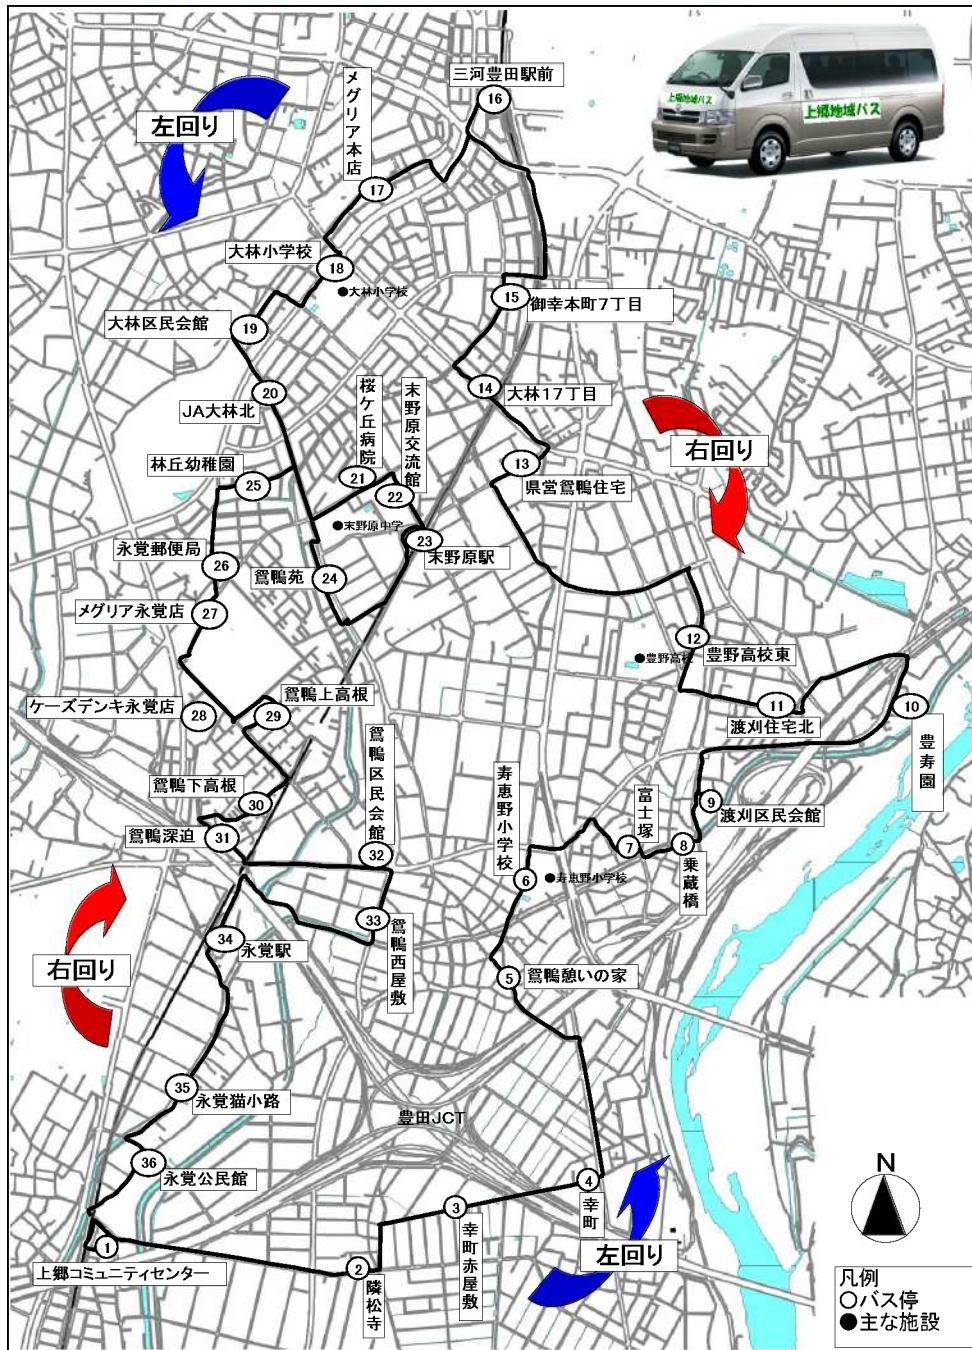 三河豊田駅前
16
メグリア本店
17
上郷地域バス
上郷地域バス
左回り
大林小学校
18
●大林小学校
15
御幸本町7丁目
大林区民会館
19
20
JA大林北
14
大林17丁目
桜ケ丘病院
21
末野原交流館
22
右回り
13
県営鴛鴨住宅
林丘幼稚園
25
●末野原中学
23
末野原駅
永覚郵便局
26
鴛鴨苑
24
メグリア永覚店
27
12
豊野高校東
●豊野高校
ケーズデンキ永覚店
28
鴛鴨上高根
29
11
渡刈住宅北
10
豊寿園
鴛鴨区民会館
32
鴛鴨下高根
30
鴛鴨深迫
31
寿恵野小学校
6
●寿恵野小学校
富士塚
7
8
乗蔵橋
9
渡刈区民会館
33
鴛鴨西屋敷
34
永覚駅
右回り
5
鴛鴨憩いの家
35
永覚猫小路
豊田JCT
36
永覚公民館
4
幸町
3
幸町赤屋敷
N
左回り
1
上郷コミュニティセンター
2
隣松寺
凡例
○バス停
●主な施設